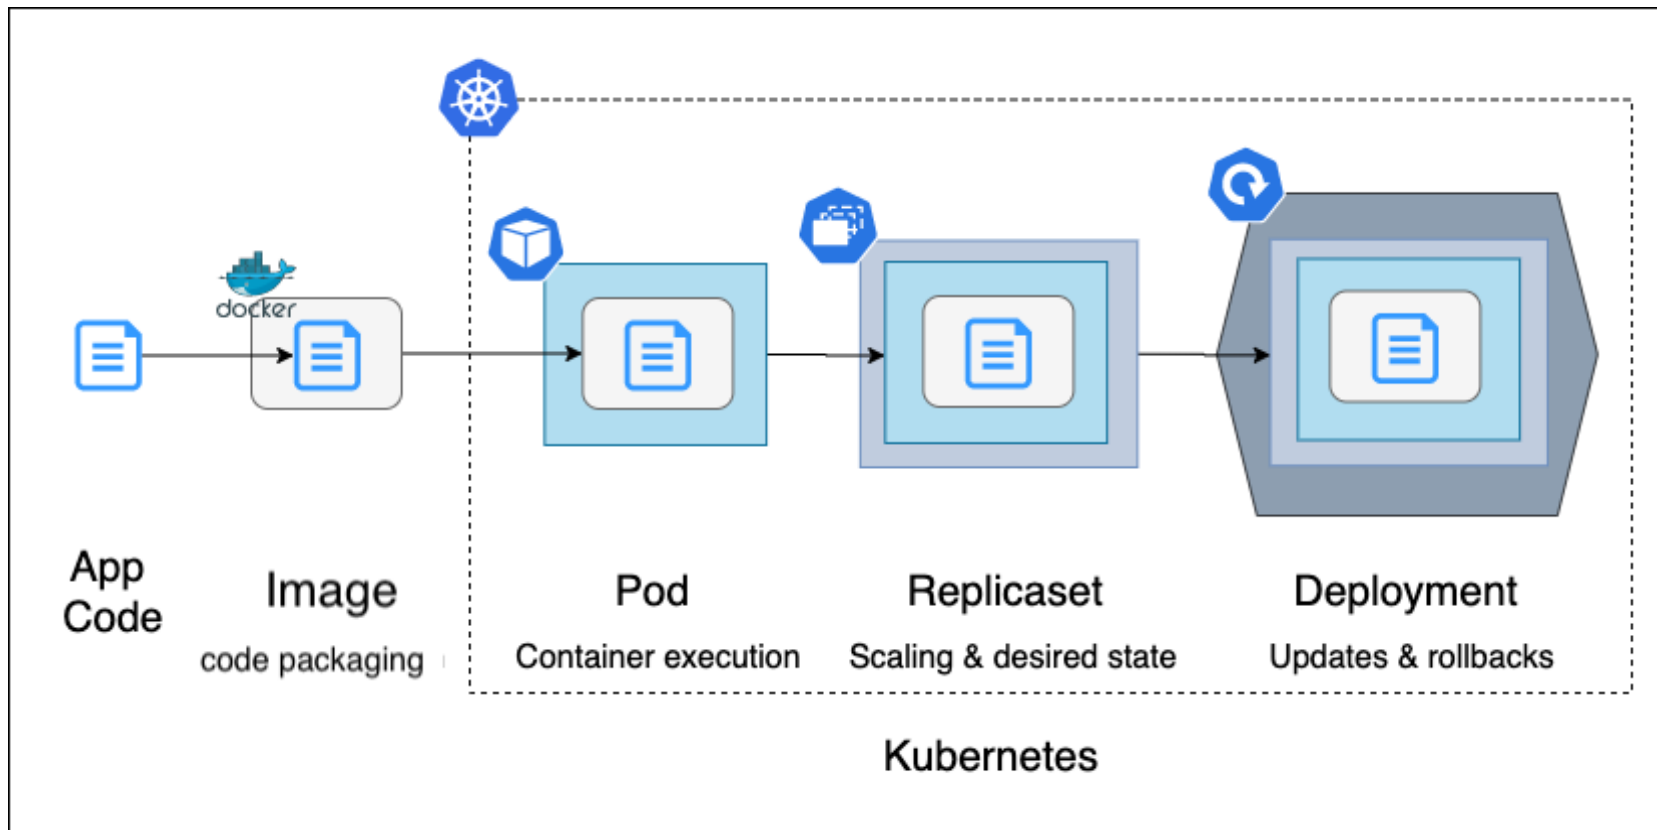 docker
App
Code
Image
code packaging
Pod
Container execution
Replicaset
Scaling & desired state
Deployment
Updates & rollbacks
Kubernetes